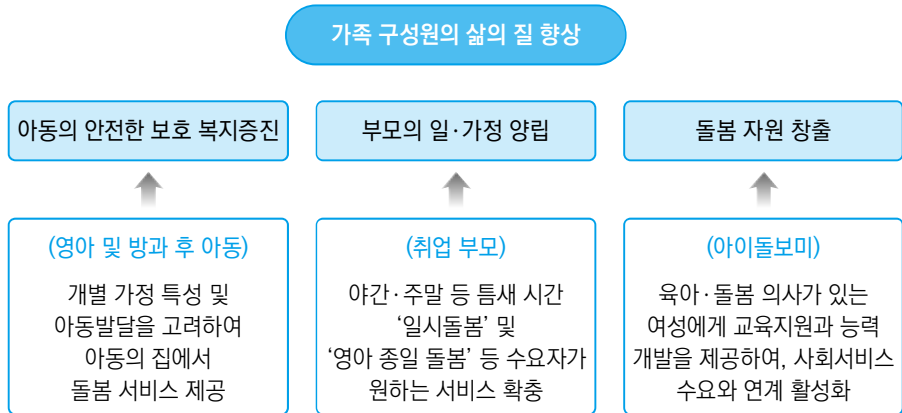 가족 구성원의 삶의 질 향상
아동의 안전한 보호 복지증진
부모의 일·가정 양립
돌봄 자원 창출
(영아 및 방과 후 아동)
개별 가정 특성 및
아동발달을 고려하여
아동의 집에서
돌봄 서비스 제공
(취업 부모)
야간·주말 등 틈새 시간
‘일시돌봄’ 및
‘영아 종일 돌봄’ 등 수요자가
원하는 서비스 확충
(아이돌보미)
육아·돌봄 의사가 있는
여성에게 교육지원과 능력
개발을 제공하여, 사회서비스
수요와 연계 활성화